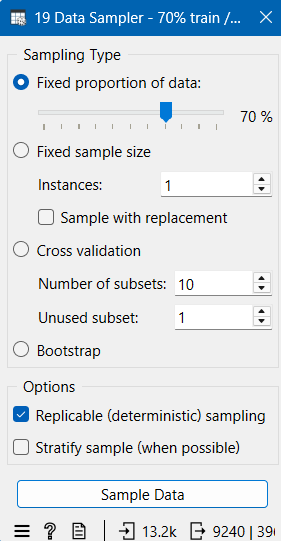 19 Data Sampler - 70% train /...
Sampling Type
Fixed proportion of data:
70 %
Fixed sample size
Instances: 1
Sample with replacement
Cross validation
Number of subsets: 10
Unused subset: 1
Bootstrap
Options
Replicable (deterministic) sampling
Stratify sample (when possible)
Sample Data
? 13.2k 9240 | 396